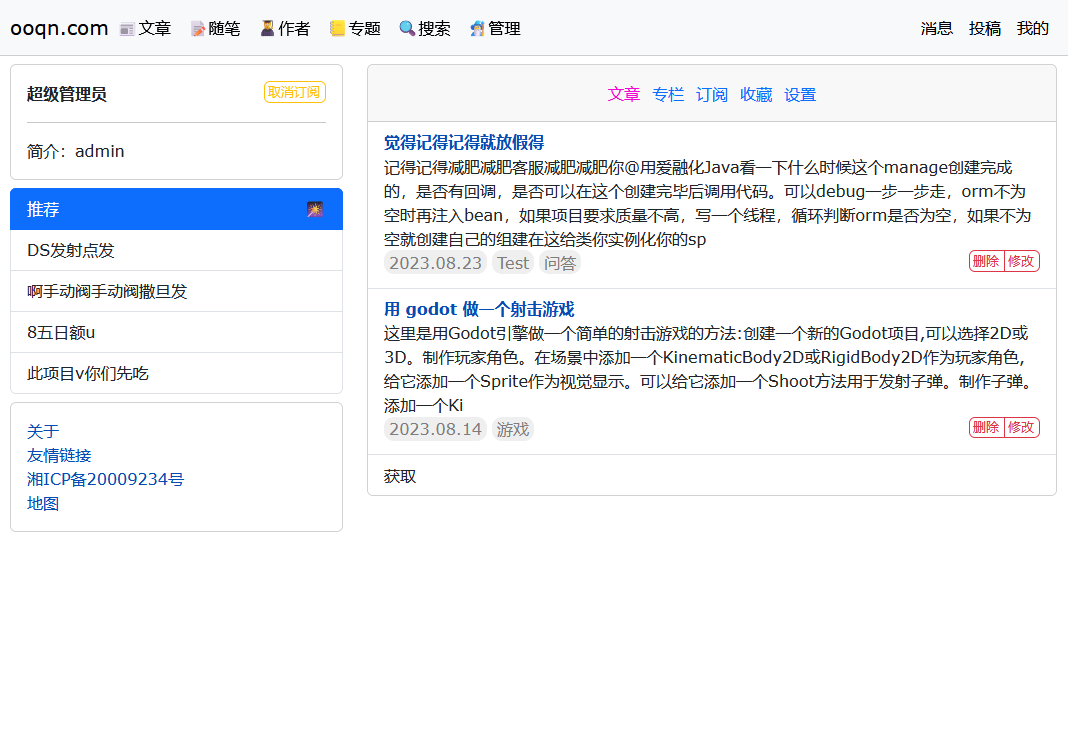 ooqn.com 文章 随笔 作者 专题 搜索 管理 消息 投稿 我的
超级管理员 取消订阅
简介：admin
推荐
DS发射点发
啊手动阀手动阀撒旦发
8五日额u
此项目v你们先吃
关于
友情链接
湘ICP备20009234号
地图
文章 专栏 订阅 收藏 设置
觉得记得记得就放假得
记得记得减肥减肥客服减肥减肥你@用爱融化Java看一下什么时候这个manage创建完成
的，是否有回调，是否可以在这个创建完毕后调用代码。可以debug一步一步走，orm不为
空时再注入bean，如果项目要求质量不高，写一个线程，循环判断orm是否为空，如果不为
空就创建自己的组建在这给类你实例化你的sp
2023.08.23 Test 问答 删除 修改
用 godot 做一个射击游戏
这里是用Godot引擎做一个简单的射击游戏的方法:创建一个新的Godot项目,可以选择2D或
3D。制作玩家角色。在场景中添加一个KinematicBody2D或RigidBody2D作为玩家角色,
给它添加一个Sprite作为视觉显示。可以给它添加一个Shoot方法用于发射子弹。制作子弹。
添加一个Ki
2023.08.14 游戏 删除 修改
获取